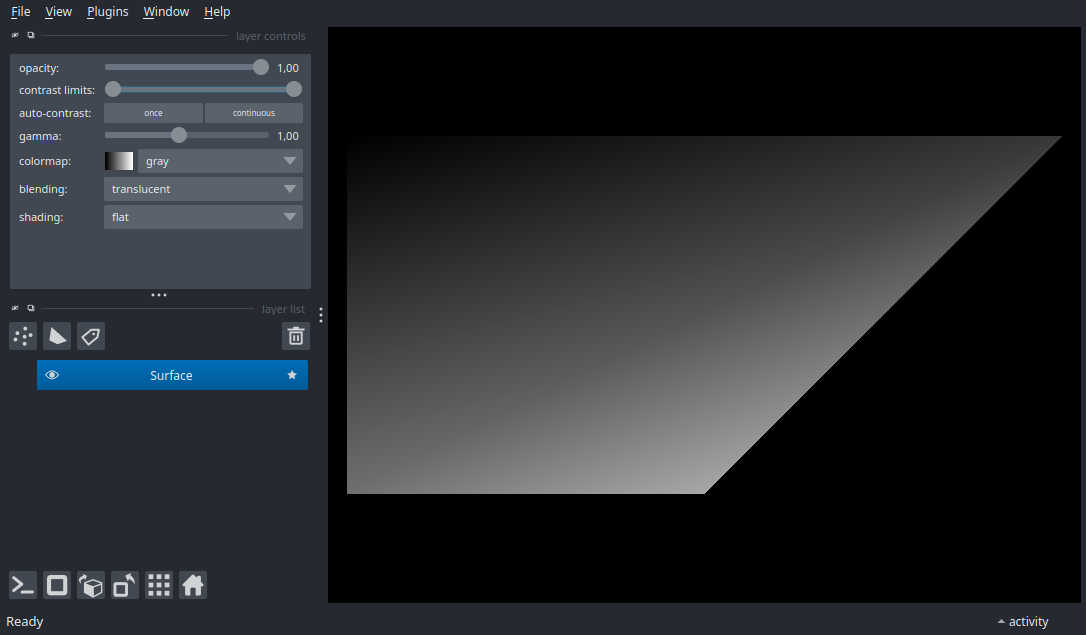 File View Plugins Window Help
layer controls
opacity: 1,00
contrast limits:
auto-contrast: once continuous
gamma: 1,00
colormap: gray
blending: translucent
shading: flat
layer list
Surface
Ready
activity